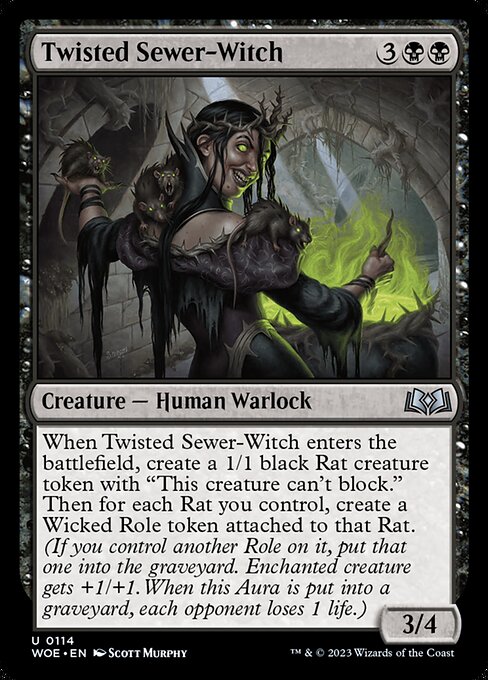 Twisted Sewer-Witch 3
Creature — Human Warlock
When Twisted Sewer-Witch enters the
battlefield, create a 1/1 black Rat creature
token with “This creature can’t block.”
Then for each Rat you control, create a
Wicked Role token attached to that Rat.
(If you control another Role on it, put that
one into the graveyard. Enchanted creature
gets +1/+1. When this Aura is put into a
graveyard, each opponent loses 1 life.)
3/4
U 0114
WOE • EN Scott Murphy
™ & © 2023 Wizards of the Coast